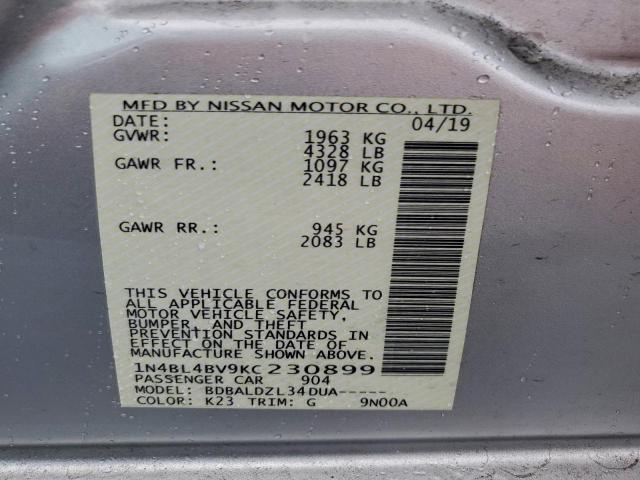 MFD BY NISSAN MOTOR CO., LTD.
DATE: 04/19
GVWR: 1963 KG
4328 LB
GAWR FR.: 1097 KG
2418 LB
GAWR RR.: 945 KG
2083 LB
THIS VEHICLE CONFORMS TO
ALL APPLICABLE FEDERAL
MOTOR VEHICLE SAFETY,
BUMPER, AND THEFT
PREVENTION STANDARDS IN
EFFECT ON THE DATE OF
MANUFACTURE SHOWN ABOVE.
1N4BL4BV9KC230899
PASSENGER CAR 904
MODEL: BDBALDZL34DUA-----
COLOR: K23 TRIM: G 9N00A